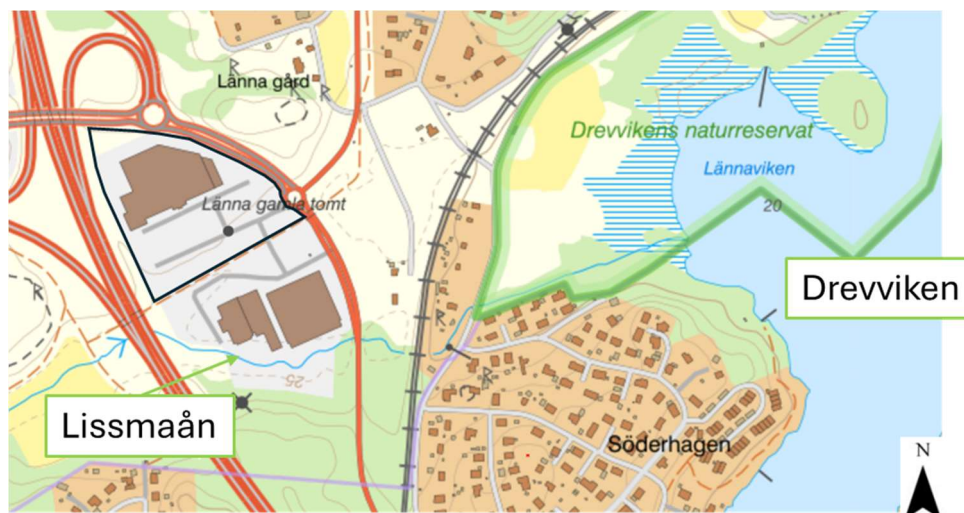 Länna gård
Drevvikens naturreservat
Lännaviken
Länna gamla tomt
20
Drevviken
25
Lissmaån
Söderhagen
N